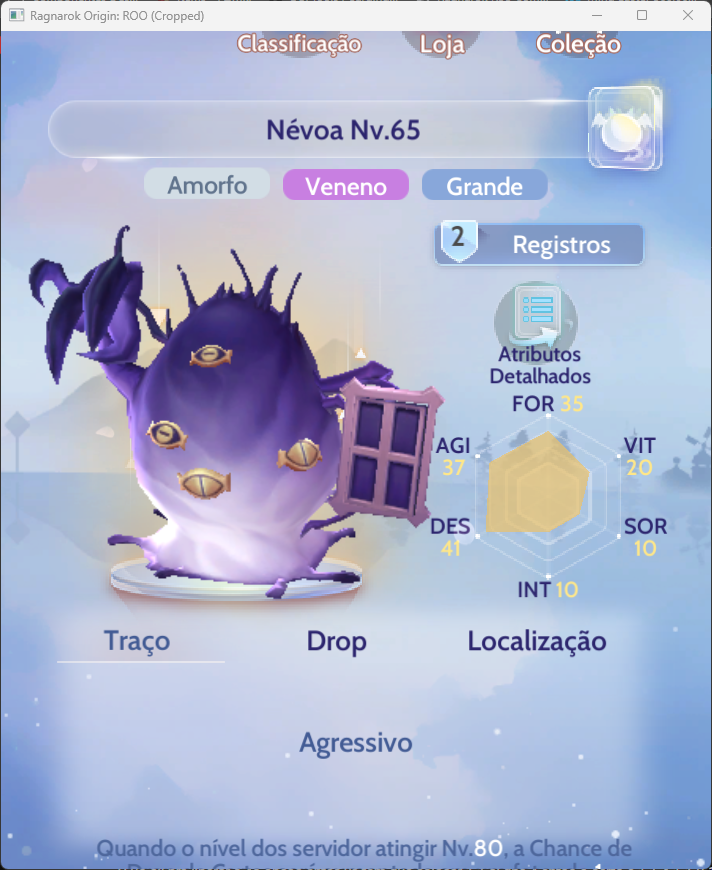 Ragnarok Origin: ROO (Cropped)
Classificação Loja Coleção
Névoa Nv.65
Amorfo Veneno Grande
2 Registros
Atributos
Detalhados
FOR 35
AGI 37
VIT 20
DES 41
SOR 10
INT 10
Traço Drop Localização
Agressivo
Quando o nível dos servidor atingir Nv.80, a Chance de